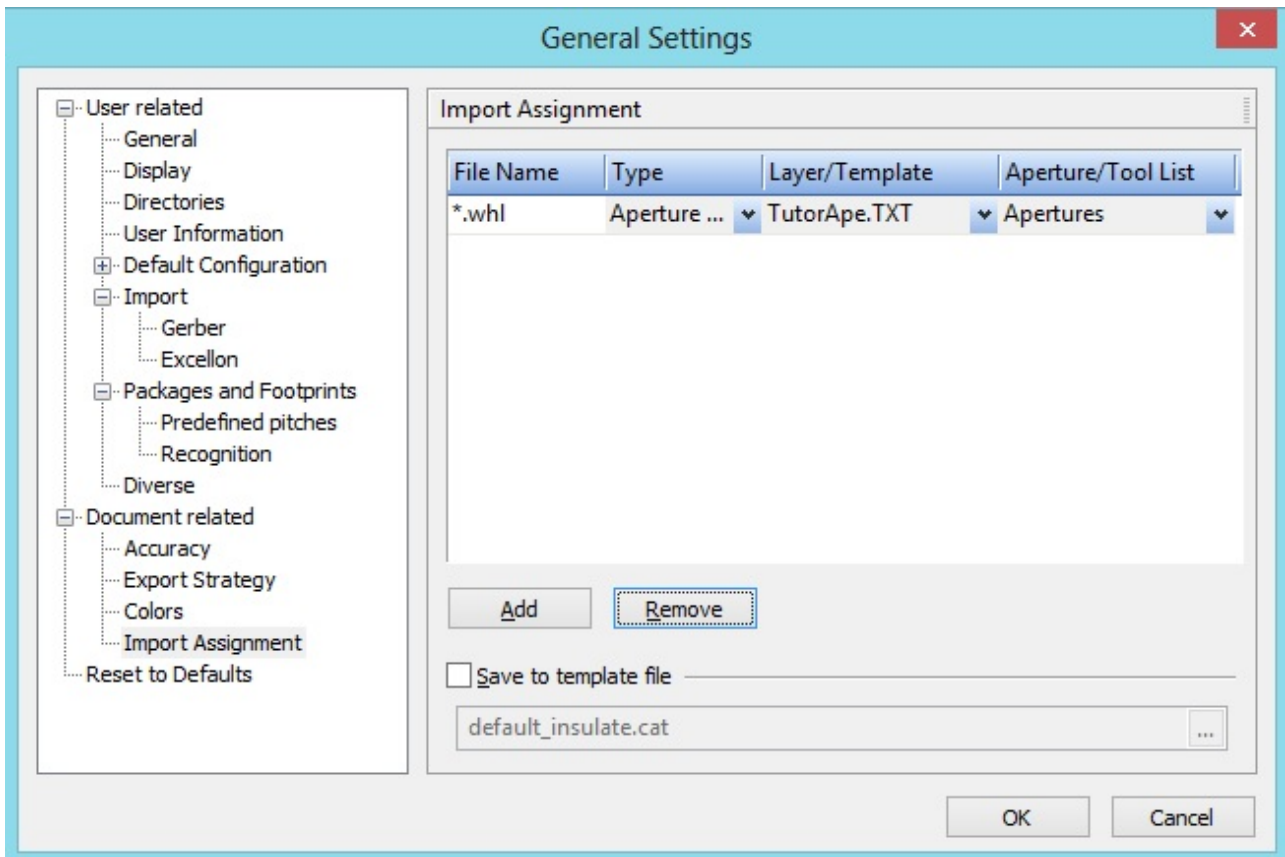 General Settings
User related
General
Display
Directories
User Information
Default Configuration
Import
Gerber
Excellon
Packages and Footprints
Predefined pitches
Recognition
Diverse
Document related
Accuracy
Export Strategy
Colors
Import Assignment
Reset to Defaults
Import Assignment
File Name Type Layer/Template Aperture/Tool List
*.whl Aperture ... TutorApe.TXT Apertures
Add Remove
Save to template file
default_insulate.cat ...
OK Cancel